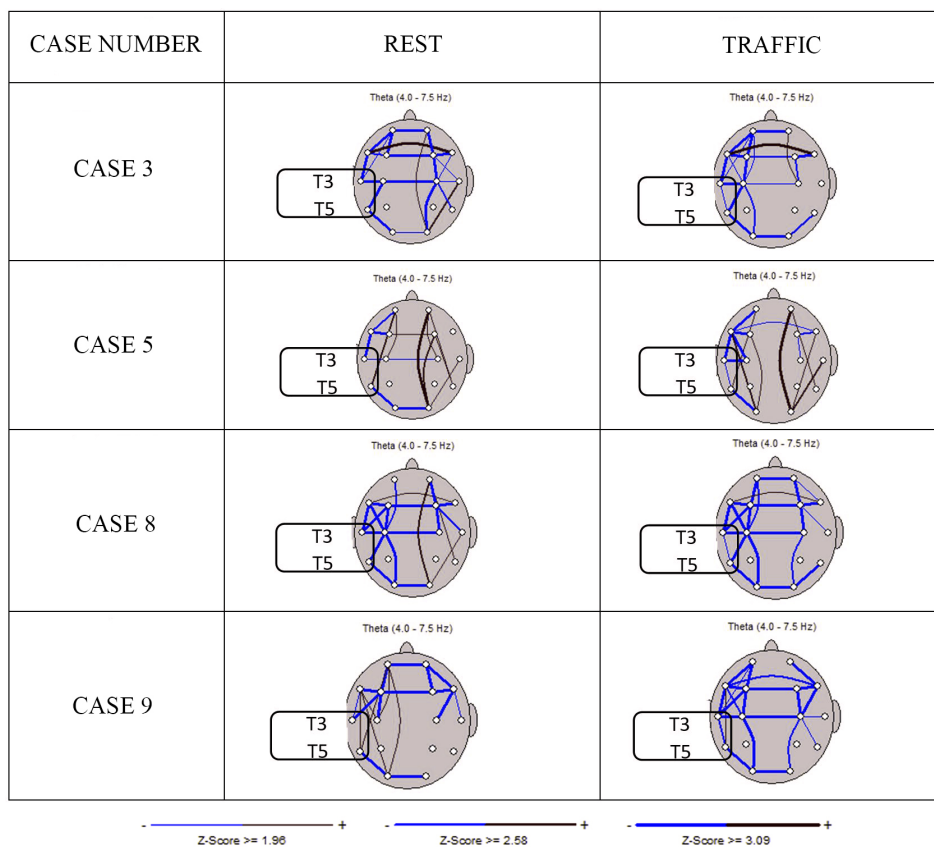 CASE NUMBER REST TRAFFIC
Theta (4.0 - 7.5 Hz) Theta (4.0 - 7.5 Hz)
CASE 3
T3 T3
T5 T5
Theta (4.0 - 7.5 Hz) Theta (4.0 - 7.5 Hz)
CASE 5
T3 T3
T5 T5
Theta (4.0 - 7.5 Hz) Theta (4.0 - 7.5 Hz)
CASE 8
T3 T3
T5 T5
Theta (4.0 - 7.5 Hz) Theta (4.0 - 7.5 Hz)
CASE 9
T3 T3
T5 T5
- + - + - +
Z-Score >= 1.96 Z-Score >= 2.58 Z-Score >= 3.09